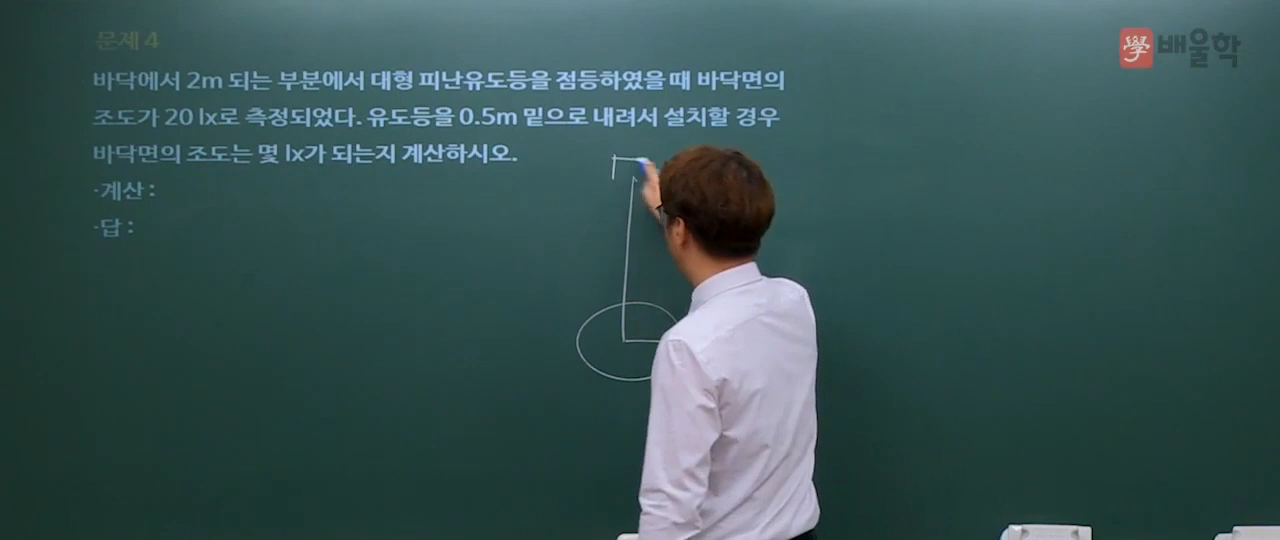 문제 4
學 배울학
바닥에서 2m 되는 부분에서 대형 피난유도등을 점등하였을 때 바닥면의
조도가 20 lx로 측정되었다. 유도등을 0.5m 밑으로 내려서 설치할 경우
바닥면의 조도는 몇 lx가 되는지 계산하시오.
·계산 :
·답 :